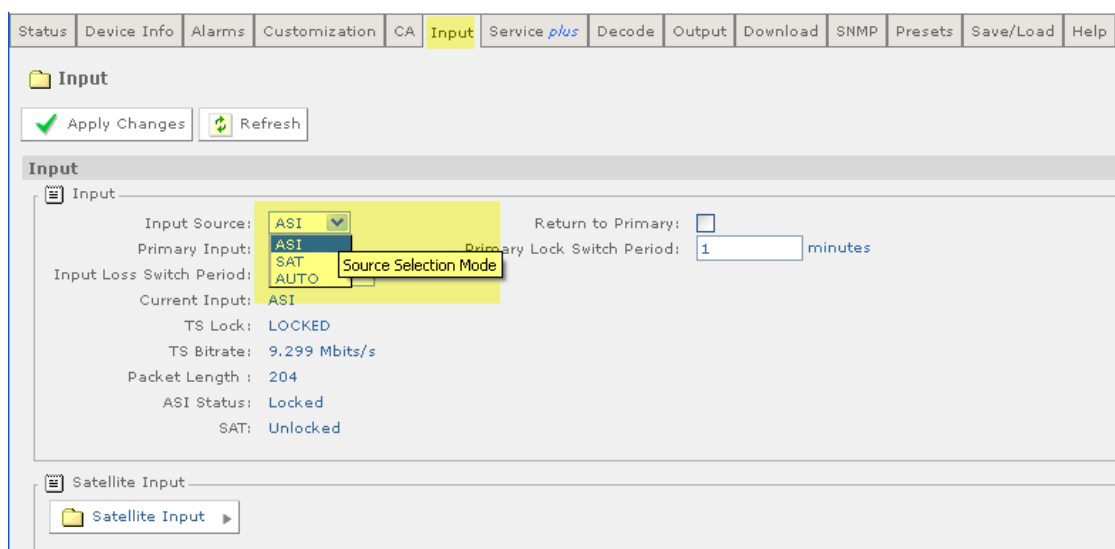 Status Device Info Alarms Customization CA Input Service plus Decode Output Download SNMP Presets Save/Load Help
Input
Apply Changes Refresh
Input
Input
Input Source: ASI Return to Primary:
Primary Input: ASI Primary Lock Switch Period: 1 minutes
SAT Source Selection Mode
Input Loss Switch Period: AUTO
Current Input: ASI
TS Lock: LOCKED
TS Bitrate: 9.299 Mbits/s
Packet Length : 204
ASI Status: Locked
SAT: Unlocked
Satellite Input
Satellite Input